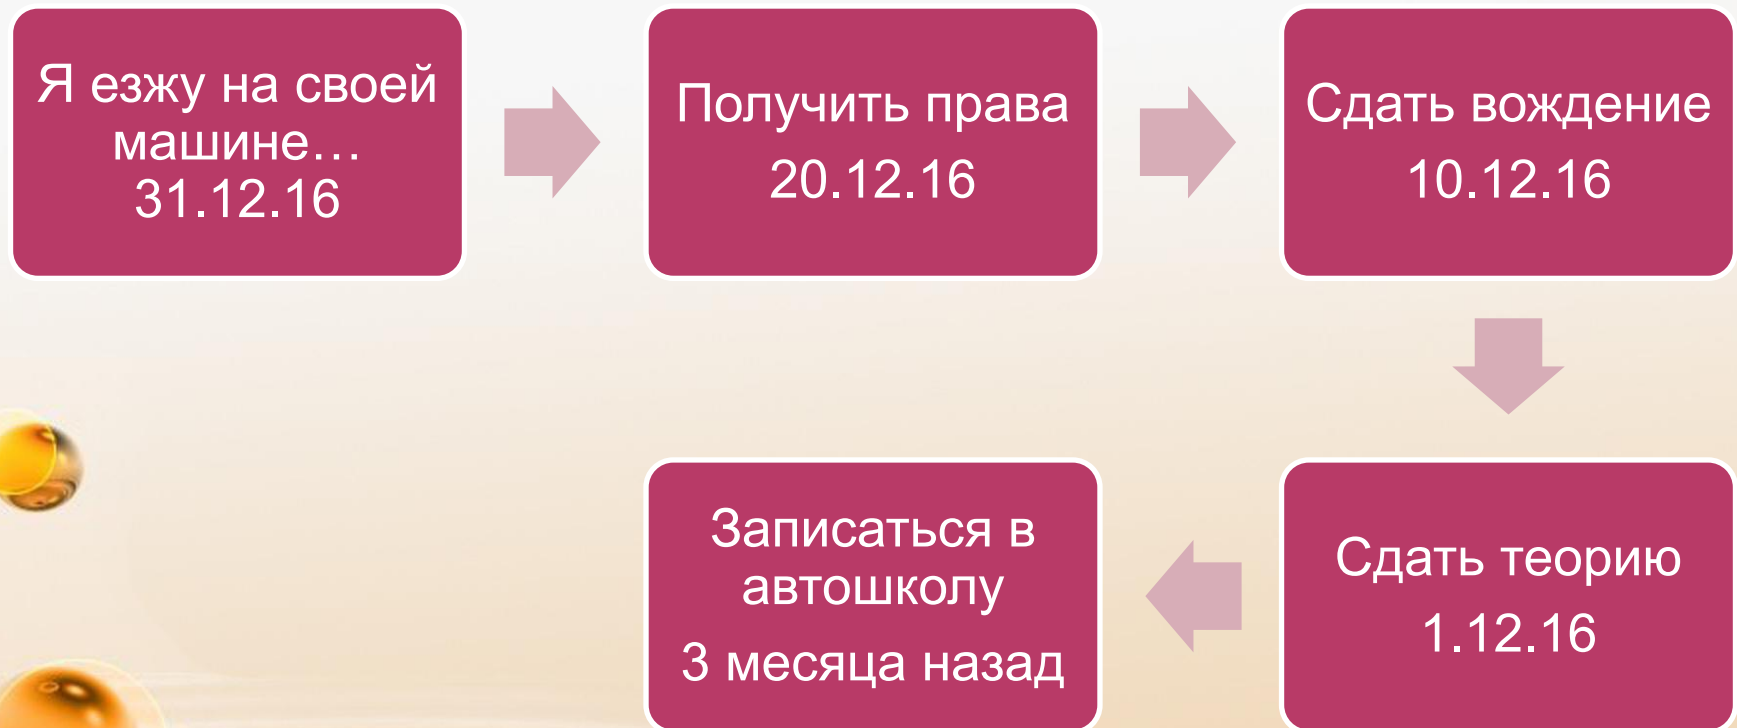 Я езжу на своей
машине...
31.12.16
Получить права
20.12.16
Сдать вождение
10.12.16
Сдать теорию
1.12.16
Записаться в
автошколу
3 месяца назад